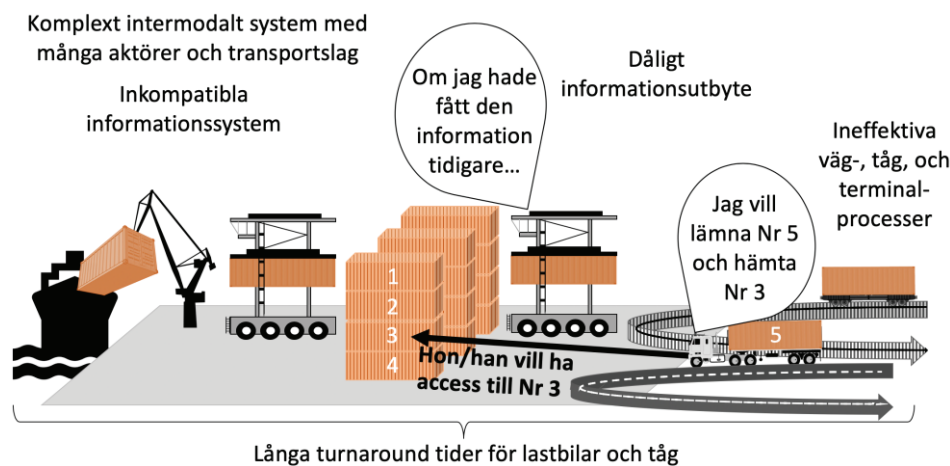 Komplext intermodalt system med
många aktörer och transportslag
Inkompatibla
informationssystem
Om jag hade
fått den
information
tidigare...
Dåligt
informationsutbyte
Ineffektiva
väg-, tåg, och
terminal-
processer
Jag vill
lämna Nr 5
och hämta
Nr 3
1
2
3
4
5
Hon/han vill ha
access till Nr 3
Långa turnaround tider för lastbilar och tåg